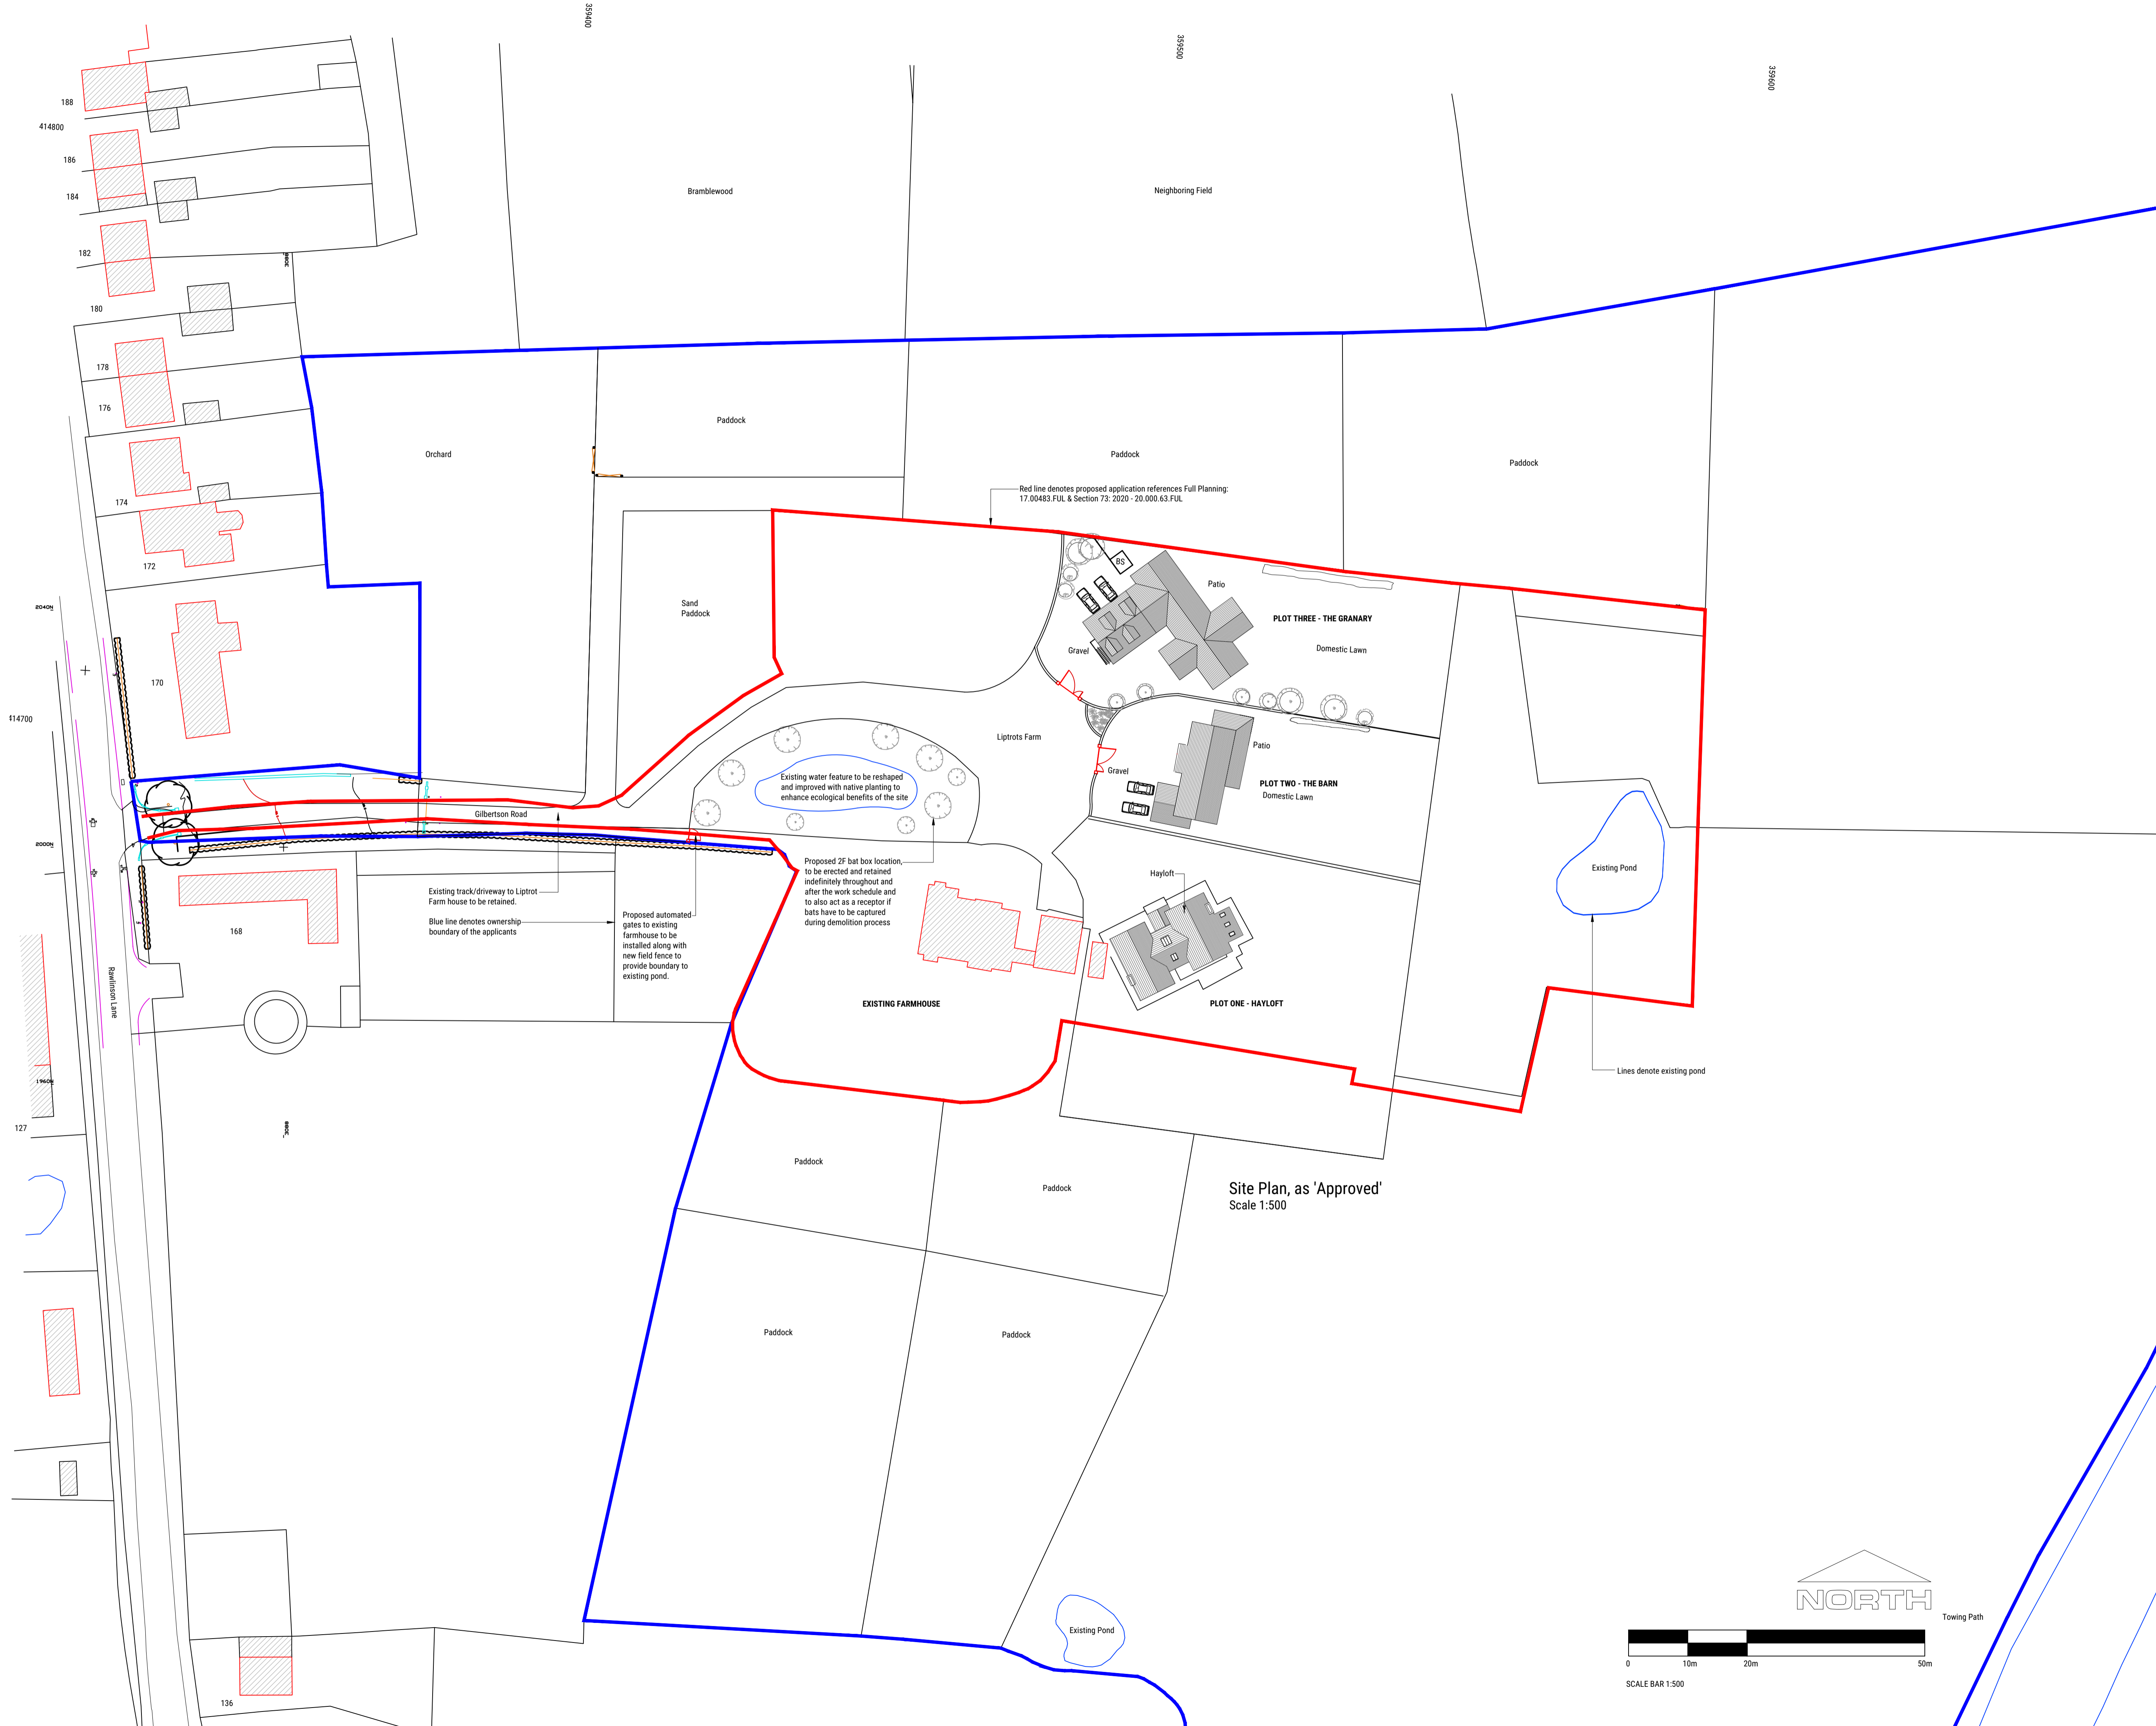 359400
359500
359600
188
414800
186
184
182
180
178
176
174
172
170
Bramblewood
Neighboring Field
Orchard
Paddock
Paddock
Paddock
Red line denotes proposed application references Full Planning:
17.00483.FUL & Section 73: 2020 - 20.000.63.FUL
Sand
Paddock
BS
Patio
PLOT THREE - THE GRANARY
Domestic Lawn
Gravel
2040N
Liptrots Farm
Patio
Gravel
PLOT TWO - THE BARN
Domestic Lawn
Existing water feature to be reshaped
and improved with native planting to
enhance ecological benefits of the site
Gilbertson Road
2000N
Existing track/driveway to Liptrot
Farm house to be retained.
Blue line denotes ownership
boundary of the applicants
Proposed automated
gates to existing
farmhouse to be
installed along with
new field fence to
provide boundary to
existing pond.
Proposed 2F bat box location,
to be erected and retained
indefinitely throughout and
after the work schedule and
to also act as a receptor if
bats have to be captured
during demolition process
Hayloft
Existing Pond
168
Rawlinson Lane
EXISTING FARMHOUSE
PLOT ONE - HAYLOFT
Lines denote existing pond
1960N
127
Paddock
Paddock
Site Plan, as 'Approved'
Scale 1:500
Paddock
Paddock
Existing Pond
136
NORTH
Towing Path
0 10m 20m 50m
SCALE BAR 1:500